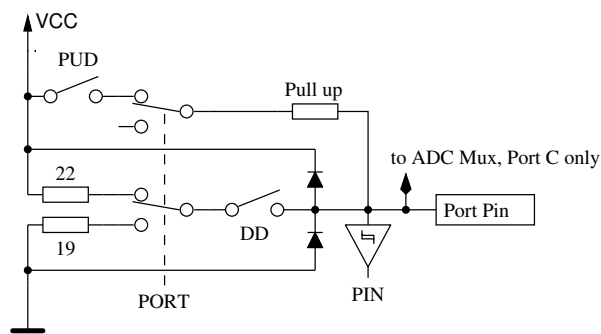 VCC
PUD
Pull up
to ADC Mux, Port C only
22
Port Pin
19
DD
PIN
PORT